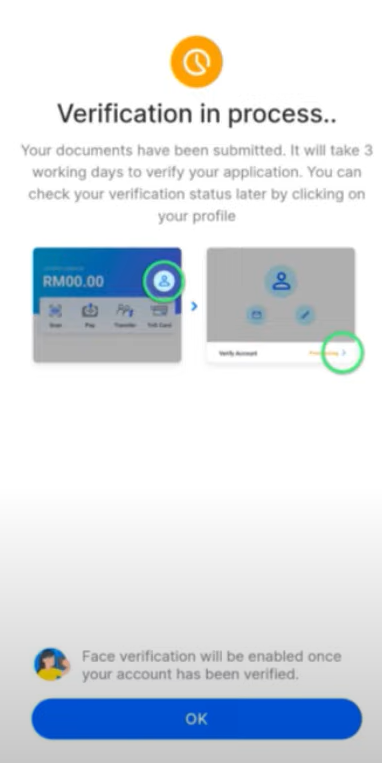 Verification in process..
Your documents have been submitted. It will take 3
working days to verify your application. You can
check your verification status later by clicking on
your profile
RM00.00
Scan Pay Transfer Toll Card
Verify Account
Face verification will be enabled once
your account has been verified.
OK